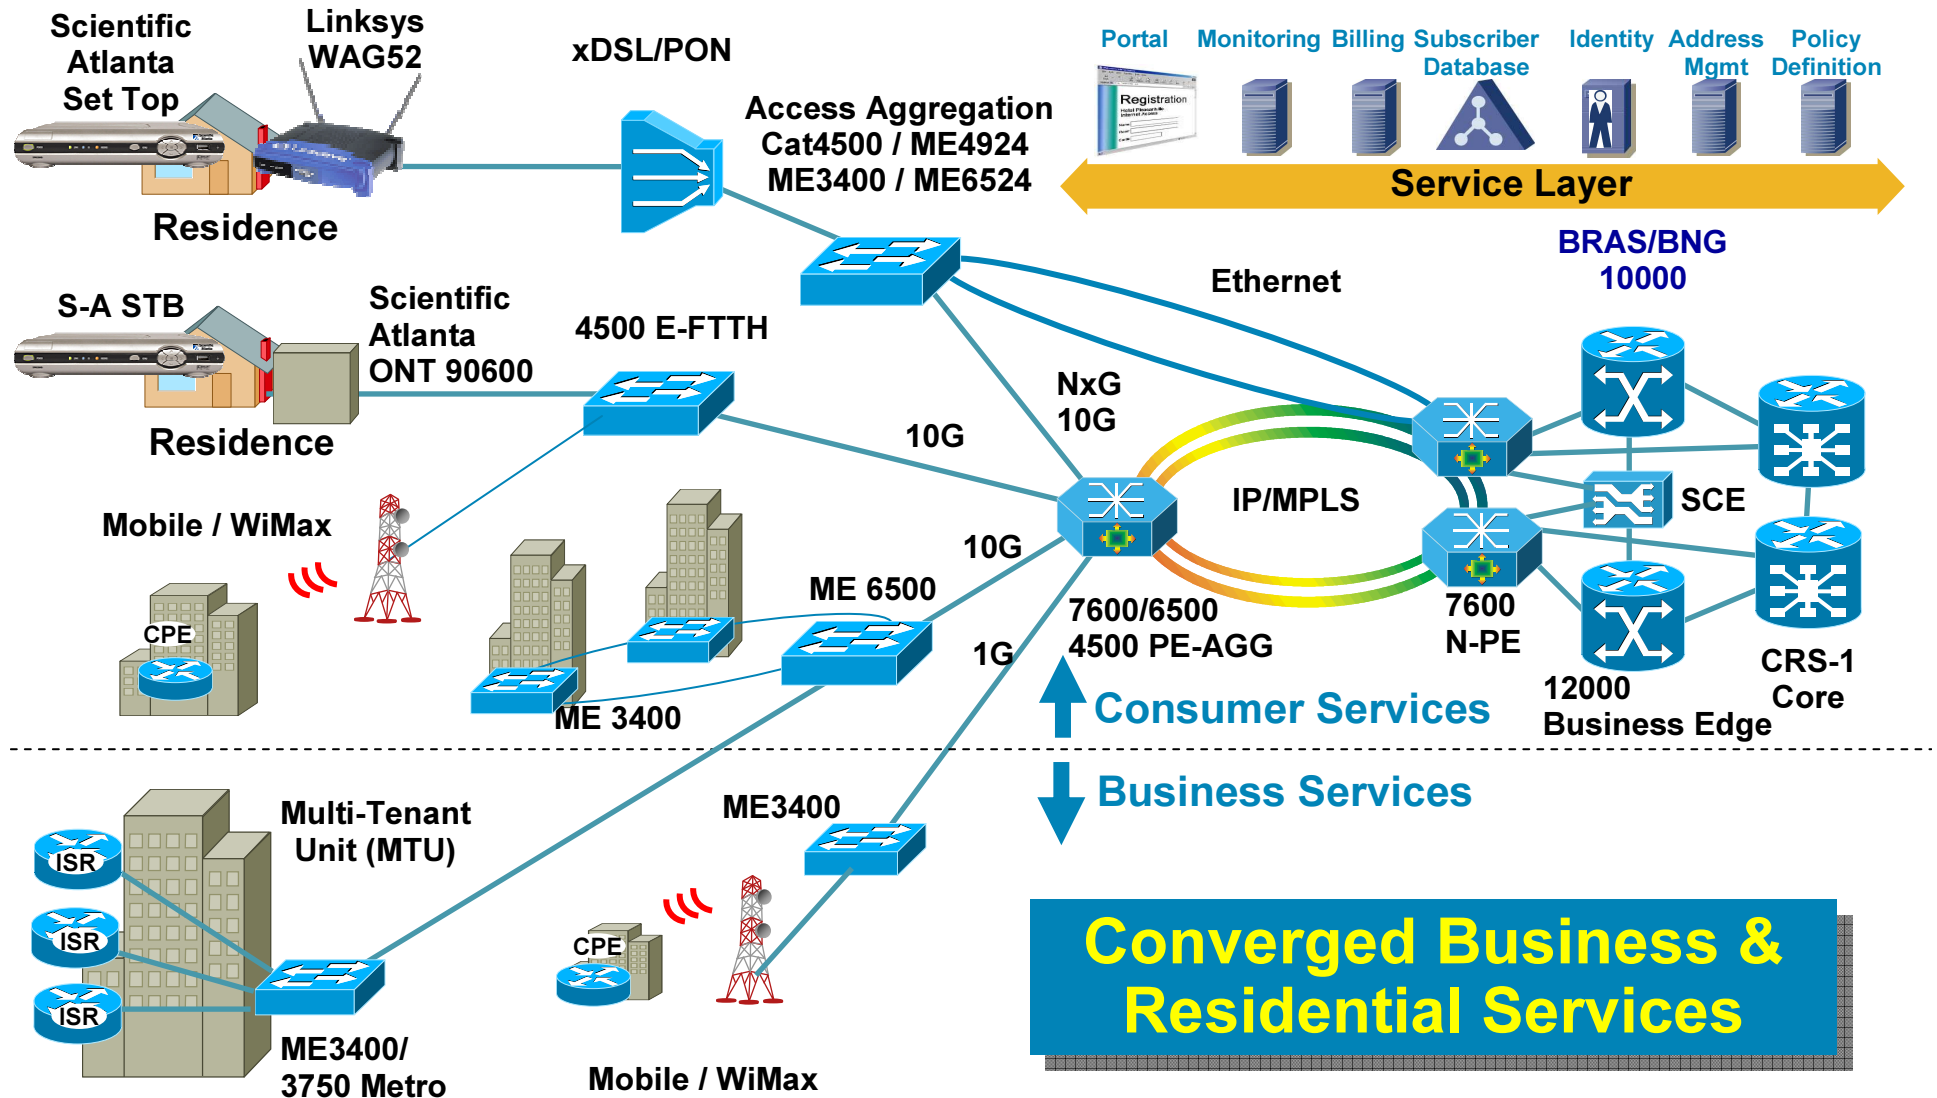 Scientific
Atlanta
Set Top
Linksys
WAG52
xDSL/PON
Access Aggregation
Cat4500 / ME4924
ME3400 / ME6524
Portal
Monitoring
Billing
Subscriber
Database
Identity
Address
Mgmt
Policy
Definition
Registration
Service Layer
Residence
BRAS/BNG
10000
Ethernet
S-A STB
Scientific
Atlanta
ONT 90600
4500 E-FTTH
Residence
NxG
10G
10G
IP/MPLS
SCE
Mobile / WiMax
10G
ME 6500
CPE
1G
7600/6500
4500 PE-AGG
7600
N-PE
CRS-1
Core
12000
Business Edge
ME 3400
Consumer Services
Business Services
Multi-Tenant
Unit (MTU)
ME3400
ISR
ISR
ISR
CPE
ME3400/
3750 Metro
Mobile / WiMax
Converged Business &
Residential Services